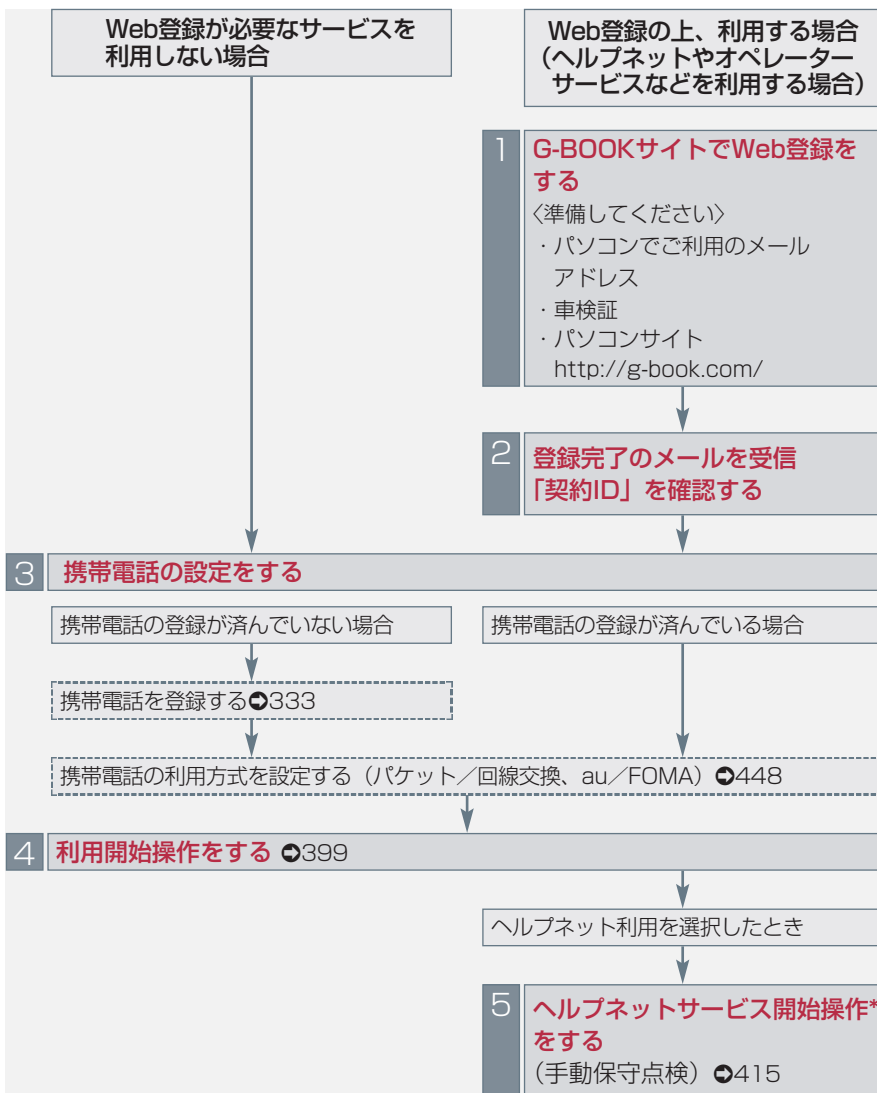 Web登録が必要なサービスを
利用しない場合
Web登録の上、利用する場合
（ヘルプネットやオペレーター
サービスなどを利用する場合）
1
G-BOOKサイトでWeb登録を
する
〈準備してください〉
・パソコンでご利用のメール
アドレス
・車検証
・パソコンサイト
http://g-book.com/
2
登録完了のメールを受信
「契約ID」を確認する
3 携帯電話の設定をする
携帯電話の登録が済んでいない場合
携帯電話の登録が済んでいる場合
携帯電話を登録する➲333
携帯電話の利用方式を設定する（パケット／回線交換、au／FOMA）➲448
4 利用開始操作をする ➲399
ヘルプネット利用を選択したとき
5
ヘルプネットサービス開始操作*
をする
（手動保守点検）➲415